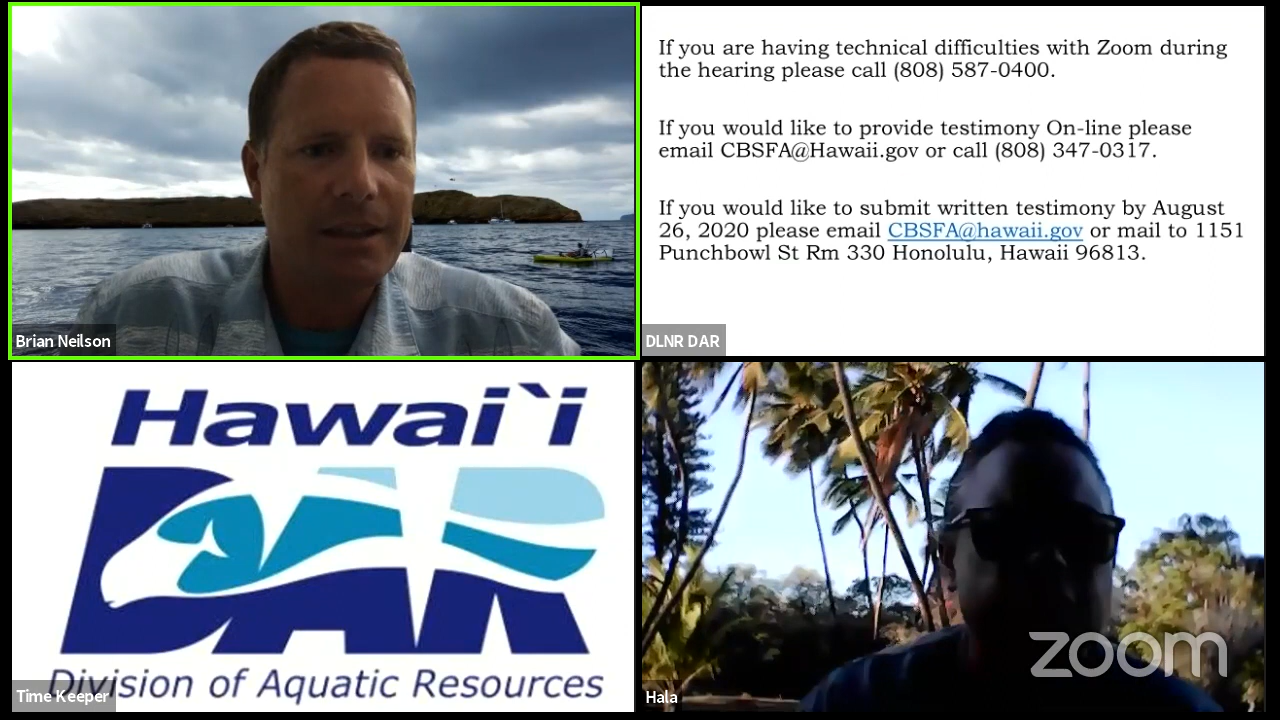 If you are having technical difficulties with Zoom during
the hearing please call (808) 587-0400.
If you would like to provide testimony On-line please
email CBSFA@Hawaii.gov or call (808) 347-0317.
If you would like to submit written testimony by August
26, 2020 please email CBSFA@hawaii.gov or mail to 1151
Punchbowl St Rm 330 Honolulu, Hawaii 96813.
Brian Neilson
DLNR DAR
Hawai`i
DAR
Division of Aquatic Resources
Time Keeper
Hala
zoom